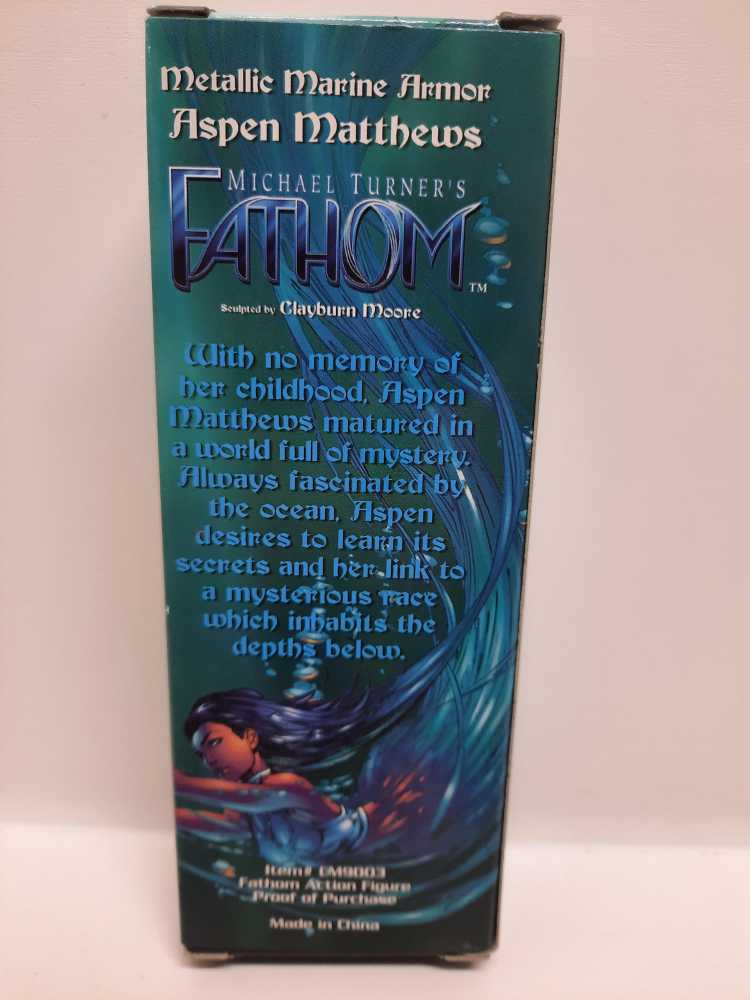 Metallic Marine Armor
Aspen Matthews
MICHAEL TURNER'S
FATHOM™
Sculpted by Clayburn Moore
With no memory of
her childhood, Aspen
Matthews matured in
a world full of mystery.
Always fascinated by
the ocean, Aspen
desires to learn its
secrets and her link to
a mysterious race
which inhabits the
depths below.
Item# CM9003
Fathom Action Figure
Proof of Purchase
Made in China